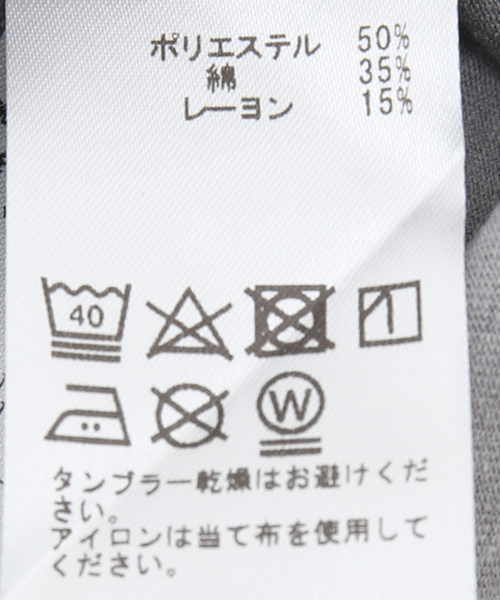 ポリエステル 50%
綿 35%
レーヨン 15%
40
W
タンブラー乾燥はお避けくだ
さい。
アイロンは当て布を使用して
ください。